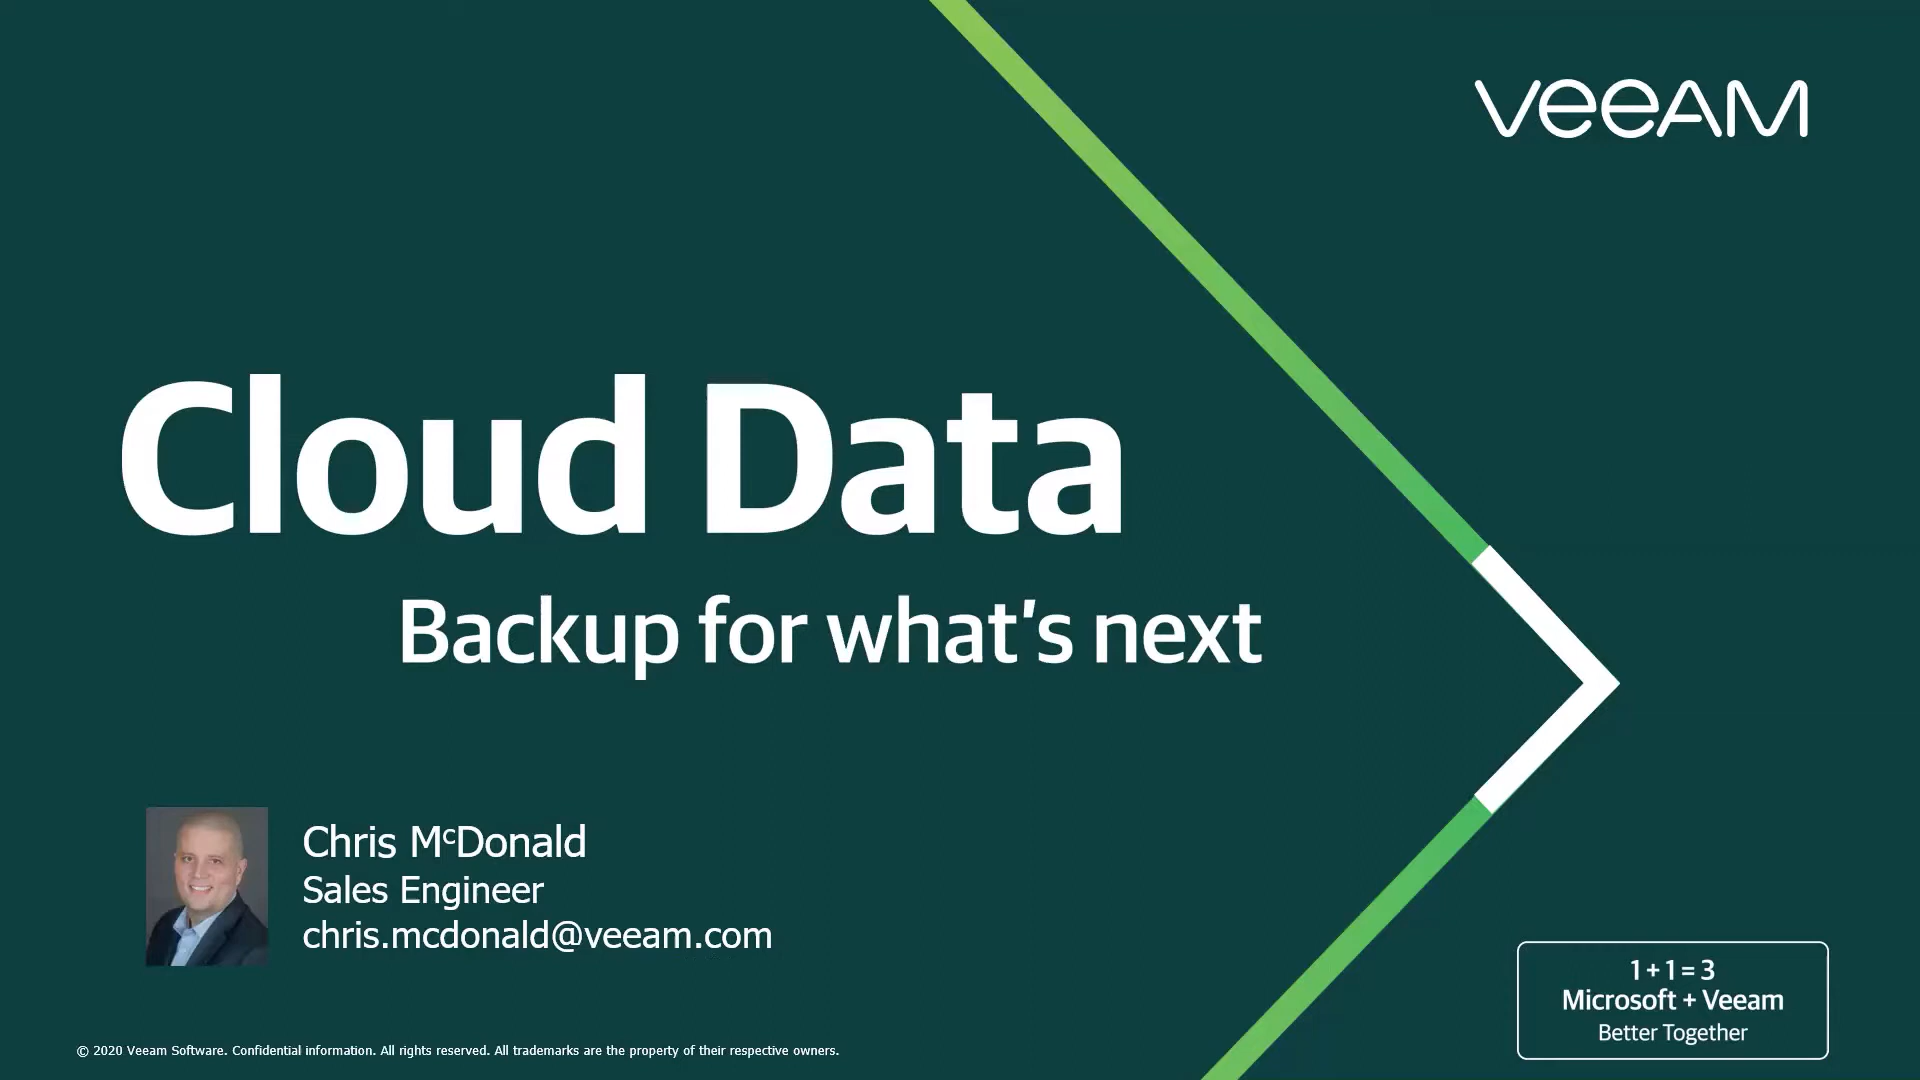 veeAM
Cloud Data
Backup for what's next
Chris McDonald
Sales Engineer
chris.mcdonald@veeam.com
1 + 1 = 3
Microsoft + Veeam
Better Together
© 2020 Veeam Software. Confidential information. All rights reserved. All trademarks are the property of their respective owners.